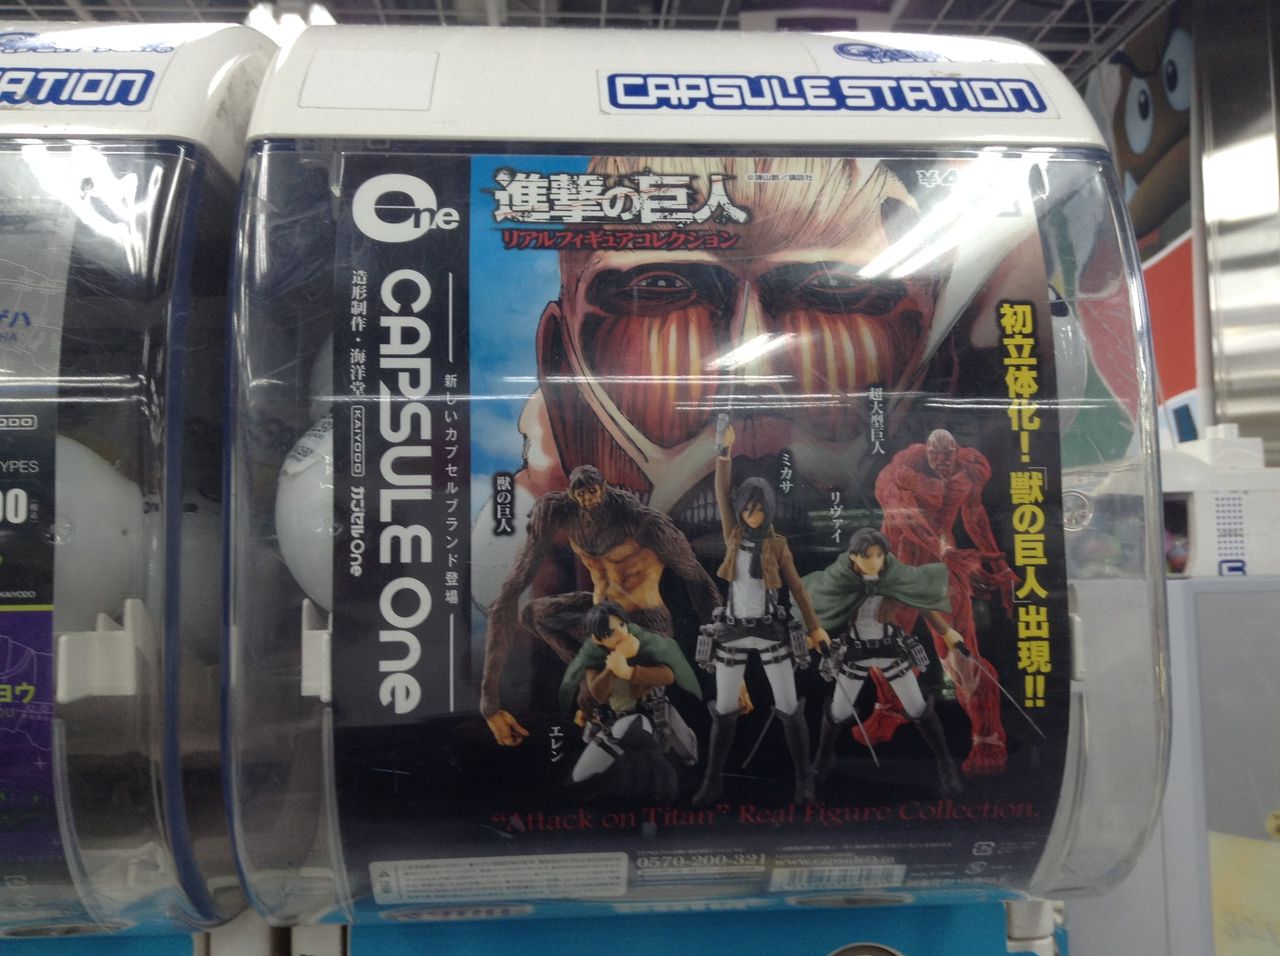 CAPSULE STATION
ATION
One
CAPSULE One
造形制作・海洋堂
KAIYODO
カプセルOne
新しいカプセルブランド登場
進撃の巨人
リアルフィギュアコレクション
©諫山創／講談社
初立体化！「獣の巨人」出現!!
獣の巨人
エレン
ミカサ
リヴァイ
超大型巨人
"Attack on Titan" Real Figure Collection.
0570-200-321
TYPES
KAIYODO